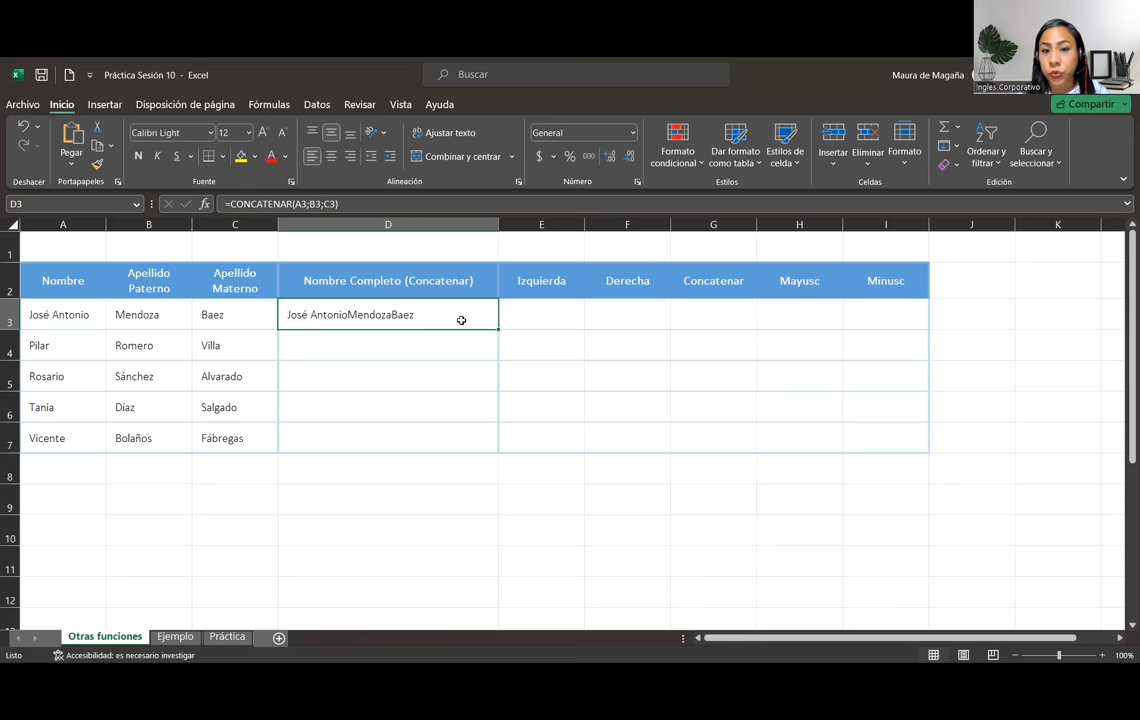 Ingles Corporativo
Práctica Sesión 10 - Excel
Buscar
Maura de Magaña
Archivo Inicio Insertar Disposición de página Fórmulas Datos Revisar Vista Ayuda
Compartir
Pegar
Calibri Light 12
N K S
Ajustar texto
Combinar y centrar
General
$ % 000
Formato condicional
Dar formato como tabla
Estilos de celda
Insertar
Eliminar
Formato
Ordenar y filtrar
Buscar y seleccionar
Deshacer Portapapeles Fuente Alineación Número Estilos Celdas Edición
D3 fx =CONCATENAR(A3;B3;C3)
A B C D E F G H I J K
1
2 Nombre Apellido Paterno Apellido Materno Nombre Completo (Concatenar) Izquierda Derecha Concatenar Mayusc Minusc
3 José Antonio Mendoza Baez José AntonioMendozaBaez
4 Pilar Romero Villa
5 Rosario Sánchez Alvarado
6 Tania Díaz Salgado
7 Vicente Bolaños Fábregas
8
9
10
11
12
Otras funciones Ejemplo Práctica
Listo Accesibilidad: es necesario investigar 100%